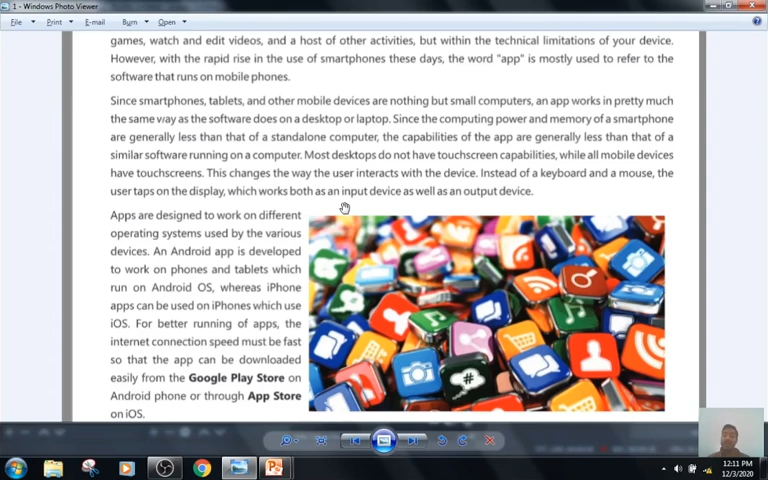 1 - Windows Photo Viewer
File
Print
E-mail
Burn
Open
games, watch and edit videos, and a host of other activities, but within the technical limitations of your device.
However, with the rapid rise in the use of smartphones these days, the word "app" is mostly used to refer to the
software that runs on mobile phones.
Since smartphones, tablets, and other mobile devices are nothing but small computers, an app works in pretty much
the same way as the software does on a desktop or laptop. Since the computing power and memory of a smartphone
are generally less than that of a standalone computer, the capabilities of the app are generally less than that of a
similar software running on a computer. Most desktops do not have touchscreen capabilities, while all mobile devices
have touchscreens. This changes the way the user interacts with the device. Instead of a keyboard and a mouse, the
user taps on the display, which works both as an input device as well as an output device.
Apps are designed to work on different
operating systems used by the various
devices. An Android app is developed
to work on phones and tablets which
run on Android OS, whereas iPhone
apps can be used on iPhones which use
iOS. For better running of apps, the
internet connection speed must be fast
so that the app can be downloaded
easily from the Google Play Store on
Android phone or through App Store
on iOS.
#
12:11 PM
12/3/2020